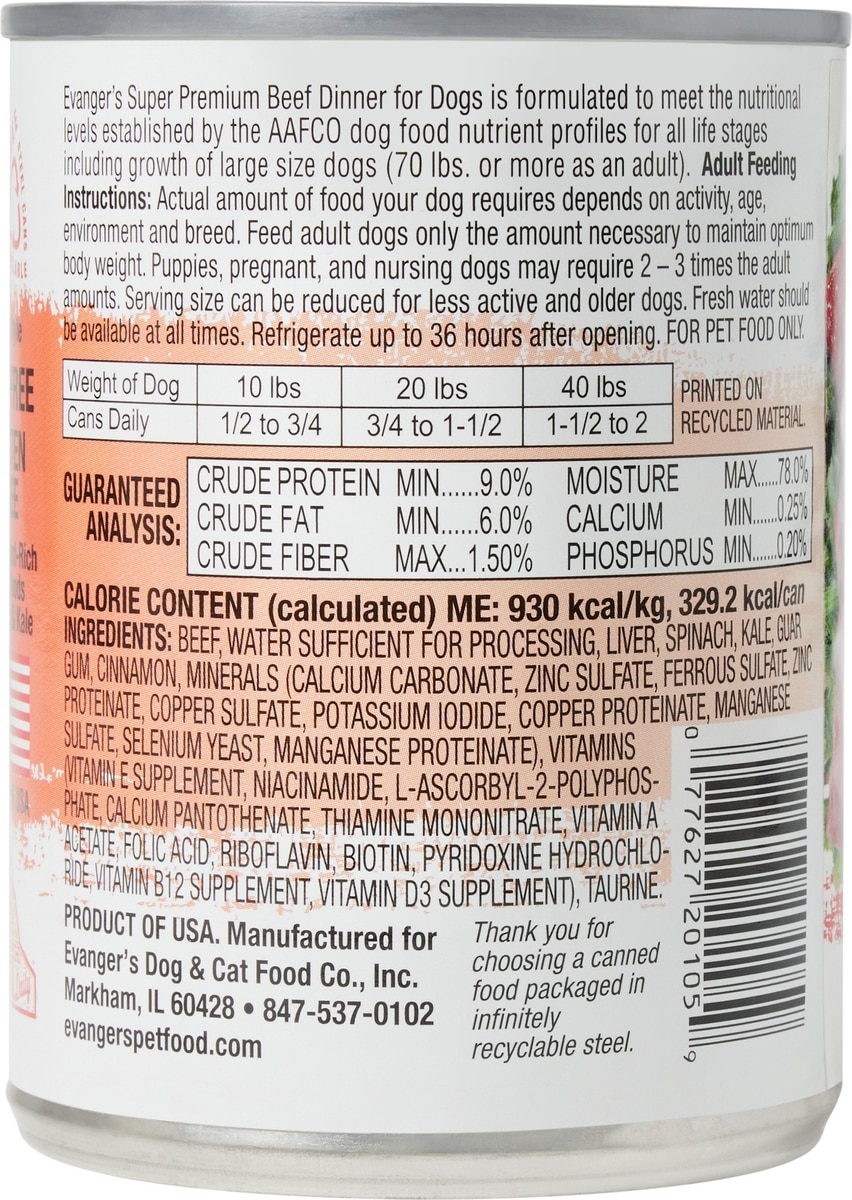 Evanger's Super Premium Beef Dinner for Dogs is formulated to meet the nutritional
levels established by the AAFCO dog food nutrient profiles for all life stages
including growth of large size dogs (70 lbs. or more as an adult). Adult Feeding
Instructions: Actual amount of food your dog requires depends on activity, age,
environment and breed. Feed adult dogs only the amount necessary to maintain optimum
body weight. Puppies, pregnant, and nursing dogs may require 2 – 3 times the adult
amounts. Serving size can be reduced for less active and older dogs. Fresh water should
be available at all times. Refrigerate up to 36 hours after opening. FOR PET FOOD ONLY.
Weight of Dog 10 lbs 20 lbs 40 lbs
Cans Daily 1/2 to 3/4 3/4 to 1-1/2 1-1/2 to 2
PRINTED ON
RECYCLED MATERIAL.
GUARANTEED
ANALYSIS:
CRUDE PROTEIN MIN......9.0% MOISTURE MAX.....78.0%
CRUDE FAT MIN......6.0% CALCIUM MIN.......0.25%
CRUDE FIBER MAX...1.50% PHOSPHORUS MIN.......0.20%
CALORIE CONTENT (calculated) ME: 930 kcal/kg, 329.2 kcal/can
INGREDIENTS: BEEF, WATER SUFFICIENT FOR PROCESSING, LIVER, SPINACH, KALE, GUAR
GUM, CINNAMON, MINERALS (CALCIUM CARBONATE, ZINC SULFATE, FERROUS SULFATE, ZINC
PROTEINATE, COPPER SULFATE, POTASSIUM IODIDE, COPPER PROTEINATE, MANGANESE
SULFATE, SELENIUM YEAST, MANGANESE PROTEINATE), VITAMINS
(VITAMIN E SUPPLEMENT, NIACINAMIDE, L-ASCORBYL-2-POLYPHOS-
PHATE, CALCIUM PANTOTHENATE, THIAMINE MONONITRATE, VITAMIN A
ACETATE, FOLIC ACID, RIBOFLAVIN, BIOTIN, PYRIDOXINE HYDROCHLO-
RIDE, VITAMIN B12 SUPPLEMENT, VITAMIN D3 SUPPLEMENT), TAURINE.
PRODUCT OF USA. Manufactured for
Evanger's Dog & Cat Food Co., Inc.
Markham, IL 60428 • 847-537-0102
evangerspetfood.com
Thank you for
choosing a canned
food packaged in
infinitely
recyclable steel.
0 77627 20105 9
Kale
USA